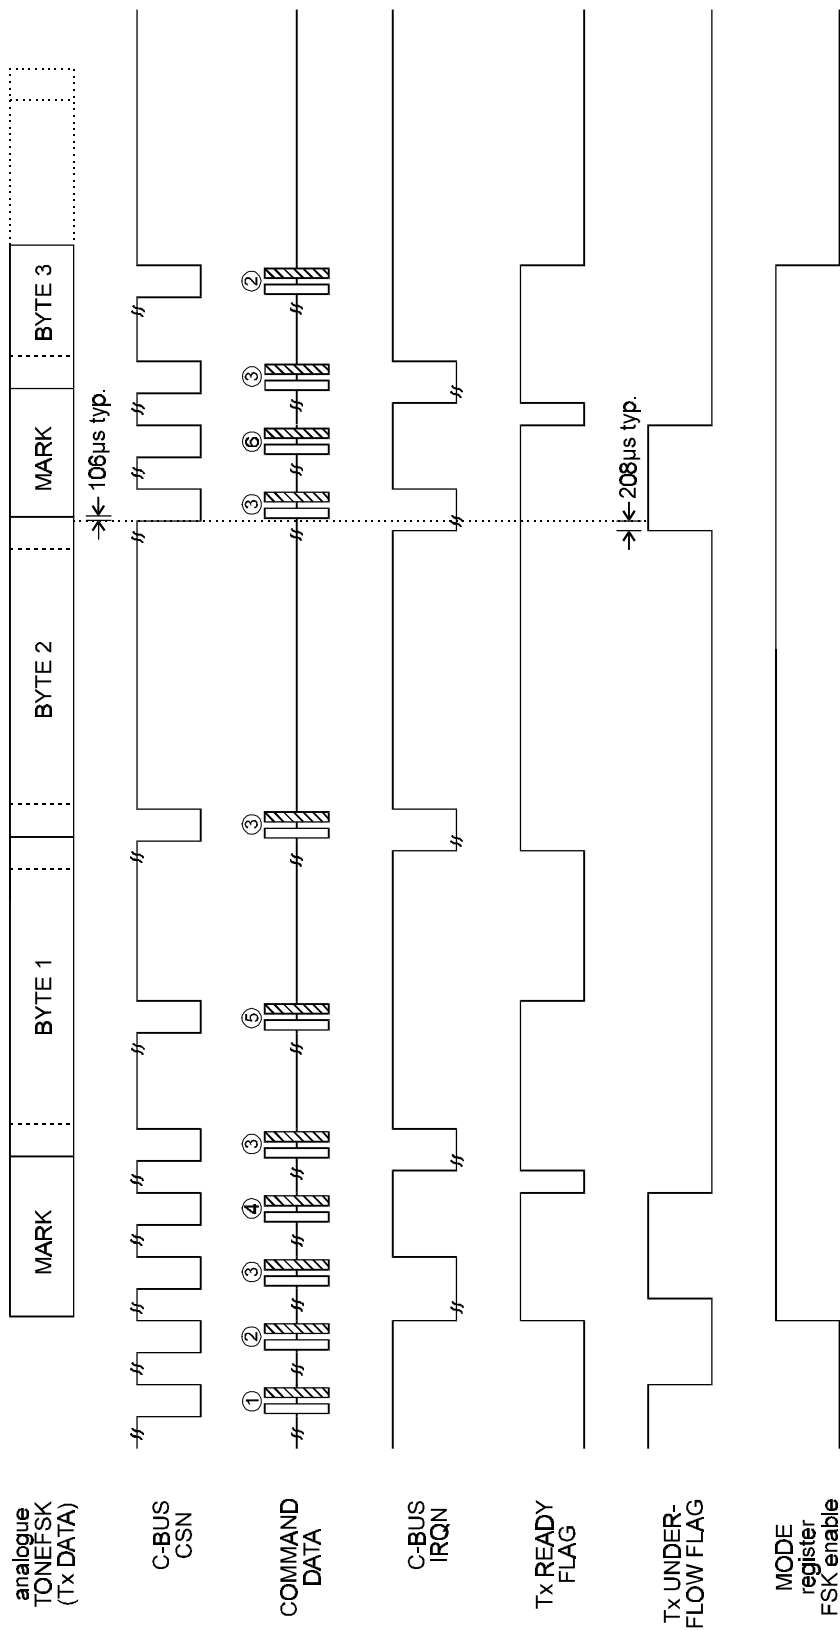 analogue
TONEFSK
(Tx DATA)
MARK
BYTE 1
BYTE 2
MARK
BYTE 3
106µs typ.
C-BUS
CSN
① ② ③ ④ ③ ⑤ ③ ③ ⑥ ③ ②
COMMAND
DATA
C-BUS
IRQN
Tx READY
FLAG
208µs typ.
Tx UNDER-
FLOW FLAG
MODE
register
FSK enable